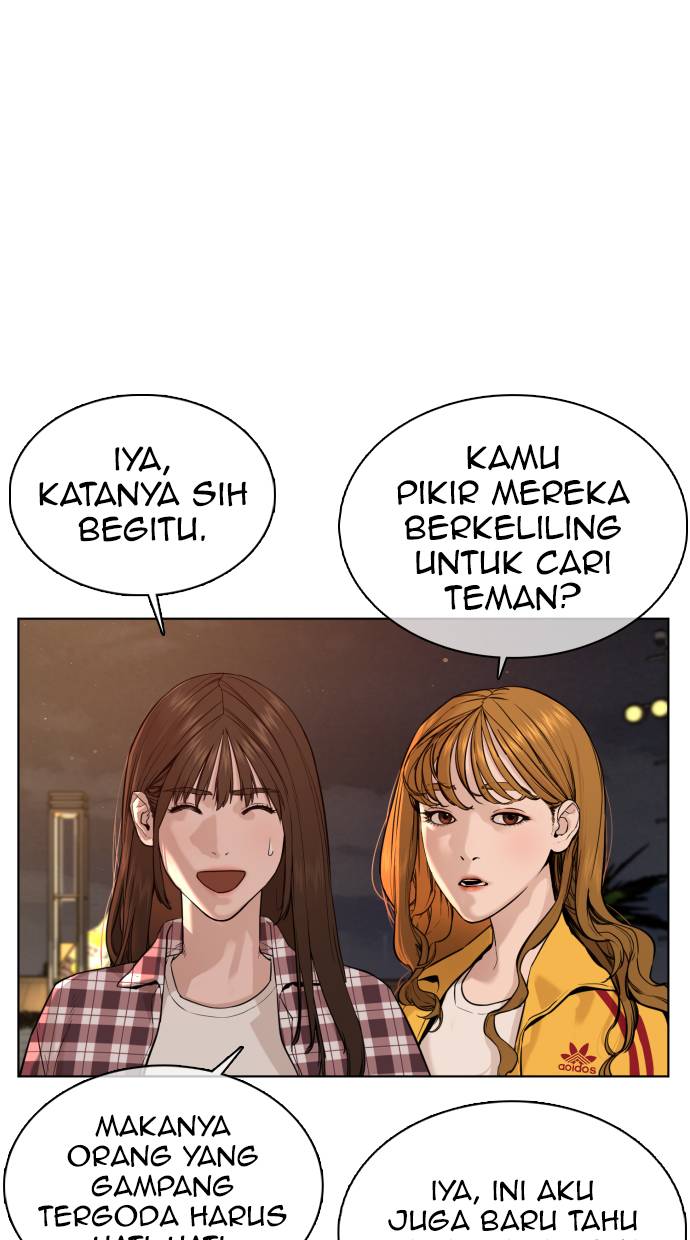 IYA,
KATANYA SIH
BEGITU.
KAMU
PIKIR MEREKA
BERKELILING
UNTUK CARI
TEMAN?
aoidos
MAKANYA
ORANG YANG
GAMPANG
TERGODA HARUS
IYA, INI AKU
JUGA BARU TAHU